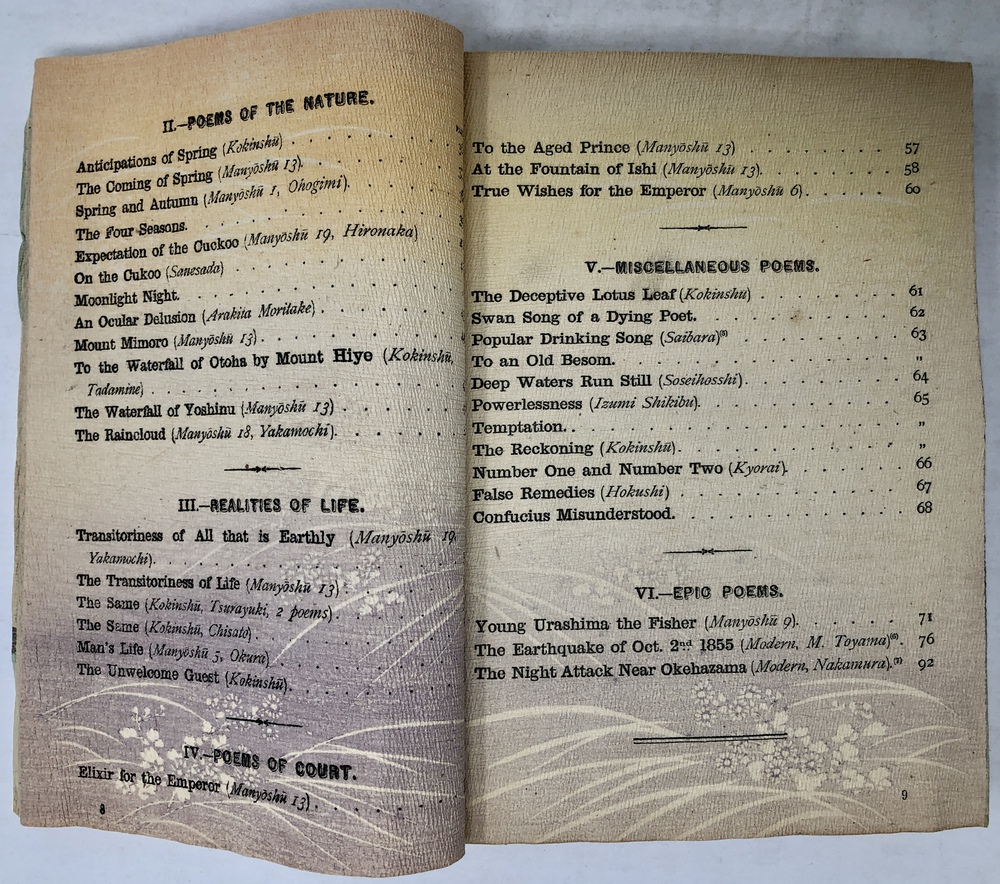 II.—POEMS OF THE NATURE.
Anticipations of Spring (Kokinshū) . . . . . . . .
The Coming of Spring (Manyōshū 13). . . . . . . .
Spring and Autumn (Manyōshū 1, Ohogimi). . . . . .
The Four Seasons. . . . . . . . . . . .
Expectation of the Cuckoo (Manyōshū 19, Hironaka)
On the Cukoo (Sanesada) . . . . . . . . . .
Moonlight Night. . . . . . . . . . . .
An Ocular Delusion (Arakita Moritake) . . . . . .
Mount Mimoro (Manyōshū 13) . . . . . . . . .
To the Waterfall of Otoha by Mount Hiye (Kokinshū,
Tadamine) . . . . . . . . . . . .
The Waterfall of Yoshinu (Manyōshū 13) . . . . .
The Raincloud (Manyōshū 18, Yakamochi). . . . . .
III.—REALITIES OF LIFE.
Transitoriness of All that is Earthly (Manyōshū 19,
Yakamochi). . . . . . . . . . . .
The Transitoriness of Life (Manyōshū 13) . . . . .
The Same (Kokinshū, Tsurayuki, 2 poems) . . . . .
The Same (Kokinshū, Chisato) . . . . . . . .
Man's Life (Manyōshū 5, Okura) . . . . . . . .
The Unwelcome Guest (Kokinshū). . . . . . . .
IV.—POEMS OF COURT.
Elixir for the Emperor (Manyōshū 13) . . . . . .
8
To the Aged Prince (Manyōshū 13) . . . . . . . 57
At the Fountain of Ishi (Manyōshū 13). . . . . . . 58
True Wishes for the Emperor (Manyōshū 6) . . . . . 60
V.—MISCELLANEOUS POEMS.
The Deceptive Lotus Leaf (Kokinshū) . . . . . . . 61
Swan Song of a Dying Poet. . . . . . . . . . 62
Popular Drinking Song (Saibara)⁽⁵⁾ . . . . . . . . 63
To an Old Besom. . . . . . . . . . . . „
Deep Waters Run Still (Soseihosshi). . . . . . . . 64
Powerlessness (Izumi Shikibu). . . . . . . . . . 65
Temptation. . . . . . . . . . . . . . „
The Reckoning (Kokinshū). . . . . . . . . . . „
Number One and Number Two (Kyorai). . . . . . 66
False Remedies (Hokushi) . . . . . . . . . . 67
Confucius Misunderstood. . . . . . . . . . . 68
VI.—EPIC POEMS.
Young Urashima the Fisher (Manyōshū 9). . . . . . 71
The Earthquake of Oct. 2nd 1855 (Modern, M. Toyama)⁽⁶⁾. 76
The Night Attack Near Okehazama (Modern, Nakamura).⁽⁷⁾ 92
9